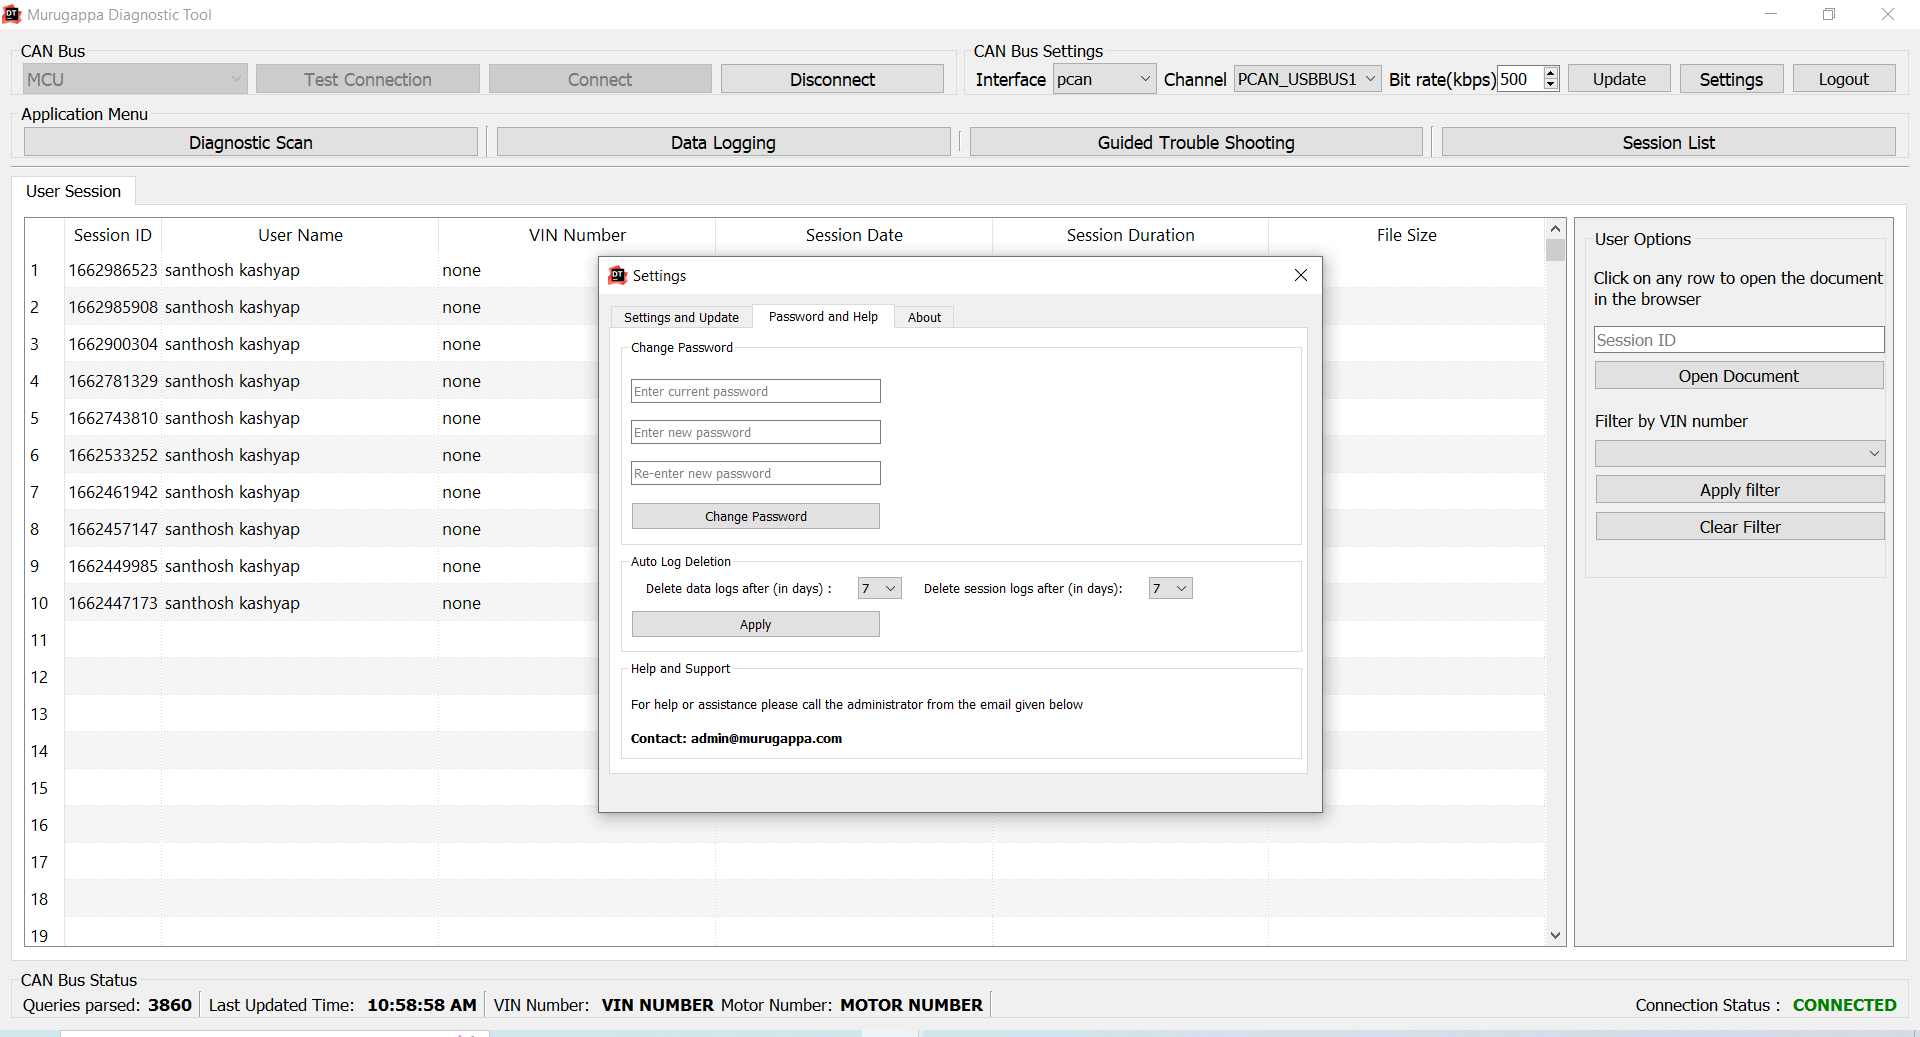 Murugappa Diagnostic Tool
CAN Bus
MCU
Test Connection
Connect
Disconnect
CAN Bus Settings
Interface
pcan
Channel
PCAN_USBBUS1
Bit rate(kbps)
500
Update
Settings
Logout
Application Menu
Diagnostic Scan
Data Logging
Guided Trouble Shooting
Session List
User Session
Session ID User Name VIN Number Session Date Session Duration File Size
1 1662986523 santhosh kashyap none
2 1662985908 santhosh kashyap none
3 1662900304 santhosh kashyap none
4 1662781329 santhosh kashyap none
5 1662743810 santhosh kashyap none
6 1662533252 santhosh kashyap none
7 1662461942 santhosh kashyap none
8 1662457147 santhosh kashyap none
9 1662449985 santhosh kashyap none
10 1662447173 santhosh kashyap none
11
12
13
14
15
16
17
18
19
DT Settings
Settings and Update
Password and Help
About
Change Password
Enter current password
Enter new password
Re-enter new password
Change Password
Auto Log Deletion
Delete data logs after (in days) : 7 Delete session logs after (in days): 7
Apply
Help and Support
For help or assistance please call the administrator from the email given below
Contact: admin@murugappa.com
User Options
Click on any row to open the document
in the browser
Session ID
Open Document
Filter by VIN number
Apply filter
Clear Filter
CAN Bus Status
Queries parsed: 3860 Last Updated Time: 10:58:58 AM VIN Number: VIN NUMBER Motor Number: MOTOR NUMBER
Connection Status : CONNECTED